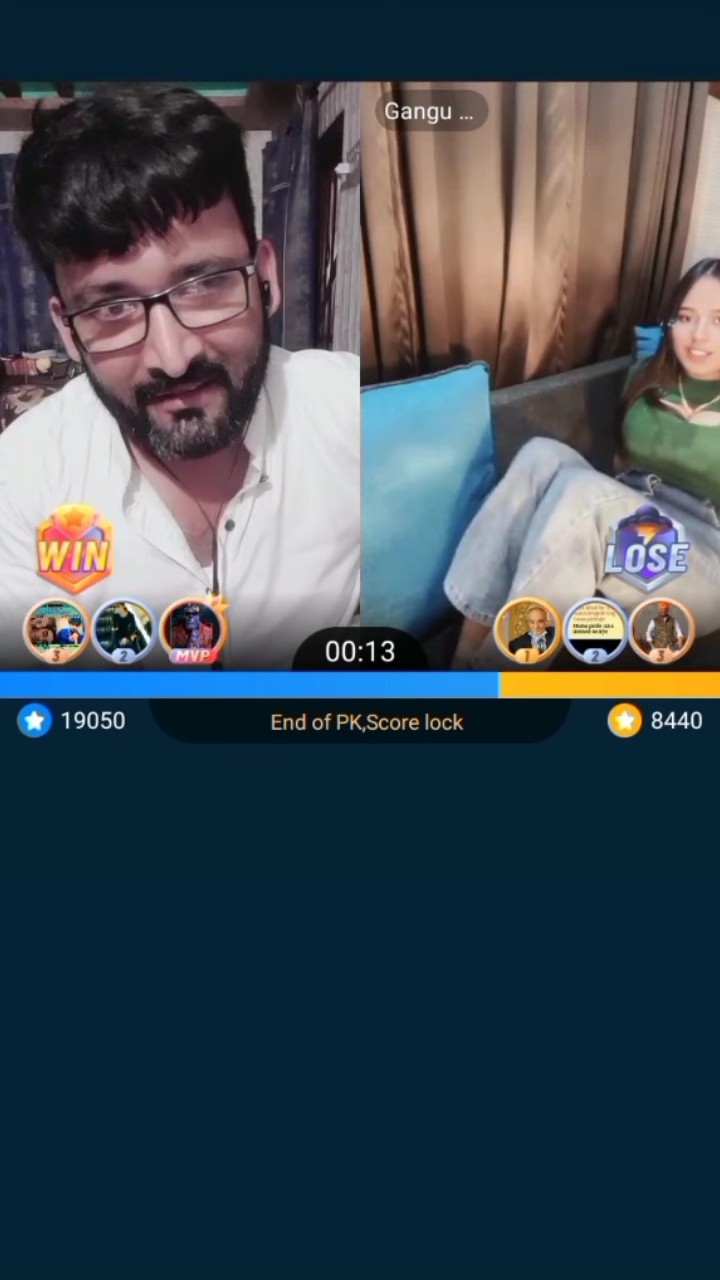 Gangu ...
WIN
LOSE
3
2
MVP
1
2
3
00:13
19050
End of PK,Score lock
8440